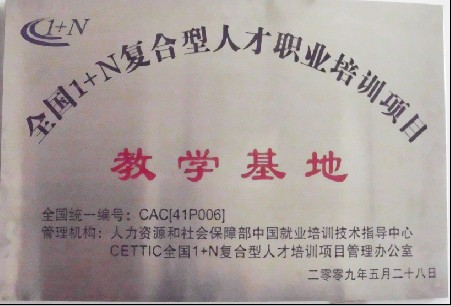 1+N
全国1+N复合型人才职业培训项目
教学基地
全国统一编号：CAC[41P006]
管理机构：人力资源和社会保障部中国就业培训技术指导中心
CETTIC全国1+N复合型人才培训项目管理办公室
二零零九年五月二十八日